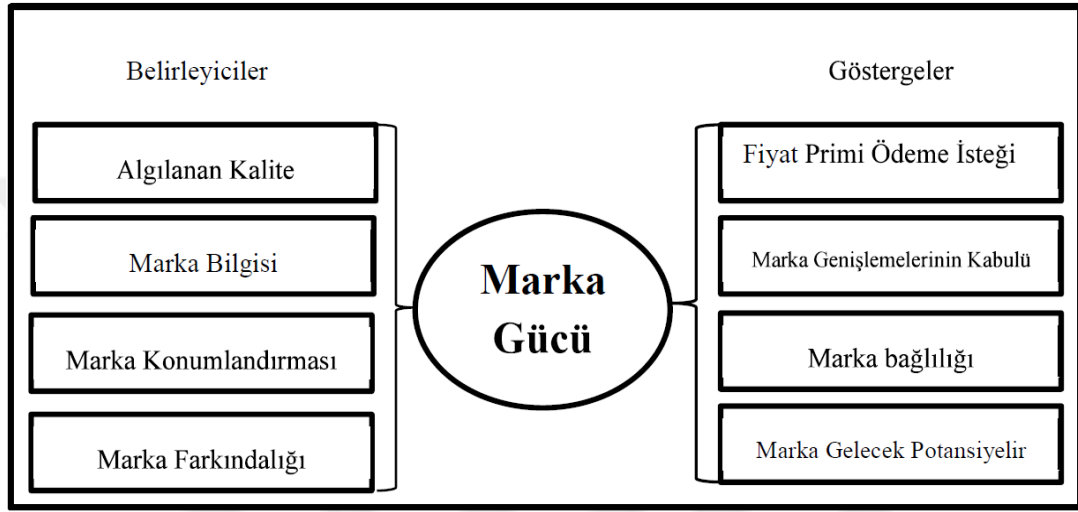 Belirleyiciler
Göstergeler
Algılanan Kalite
Marka Bilgisi
Marka Konumlandırması
Marka Farkındalığı
Marka
Gücü
Fiyat Primi Ödeme İsteği
Marka Genişlemelerinin Kabulü
Marka bağlılığı
Marka Gelecek Potansiyelir